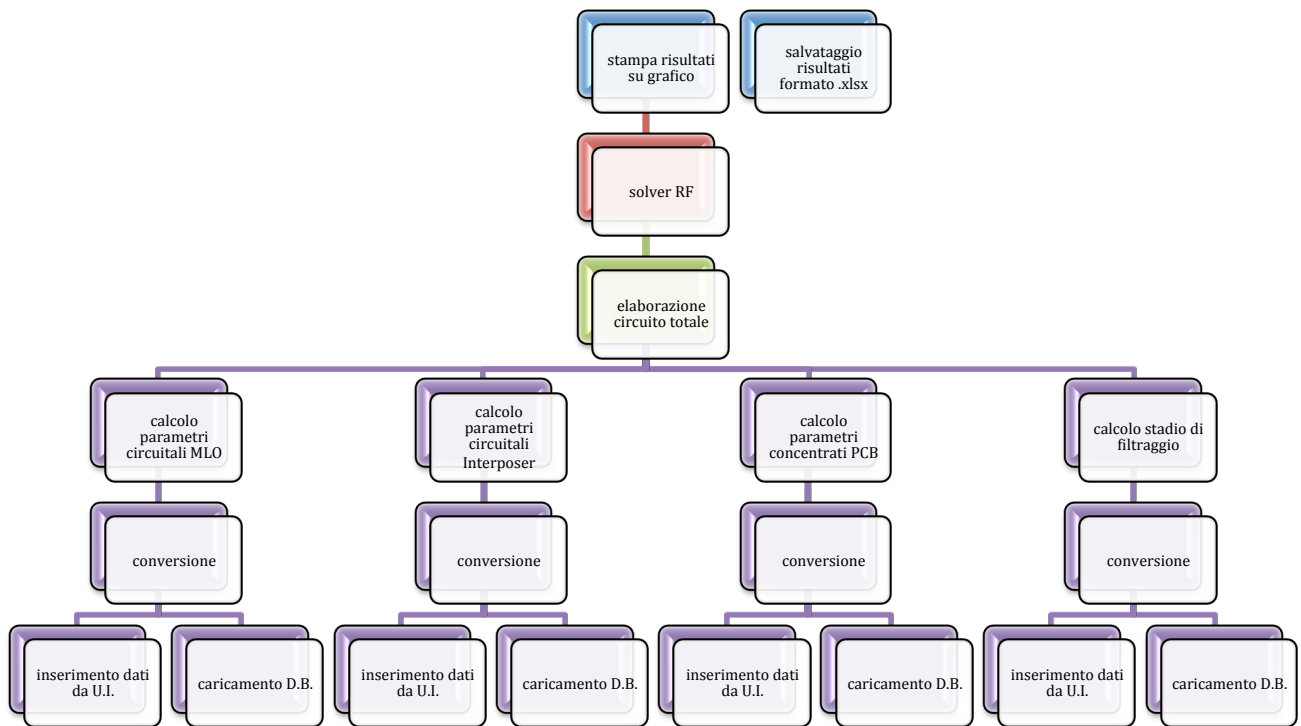 stampa risultati
su grafico
salvataggio
risultati
formato .xlsx
solver RF
elaborazione
circuito totale
calcolo
parametri
circuitali MLO
calcolo
parametri
circuitali
Interposer
calcolo
parametri
concentrati PCB
calcolo stadio di
filtraggio
conversione
conversione
conversione
conversione
inserimento dati
da U.I.
caricamento D.B.
inserimento dati
da U.I.
caricamento D.B.
inserimento dati
da U.I.
caricamento D.B.
inserimento dati
da U.I.
caricamento D.B.